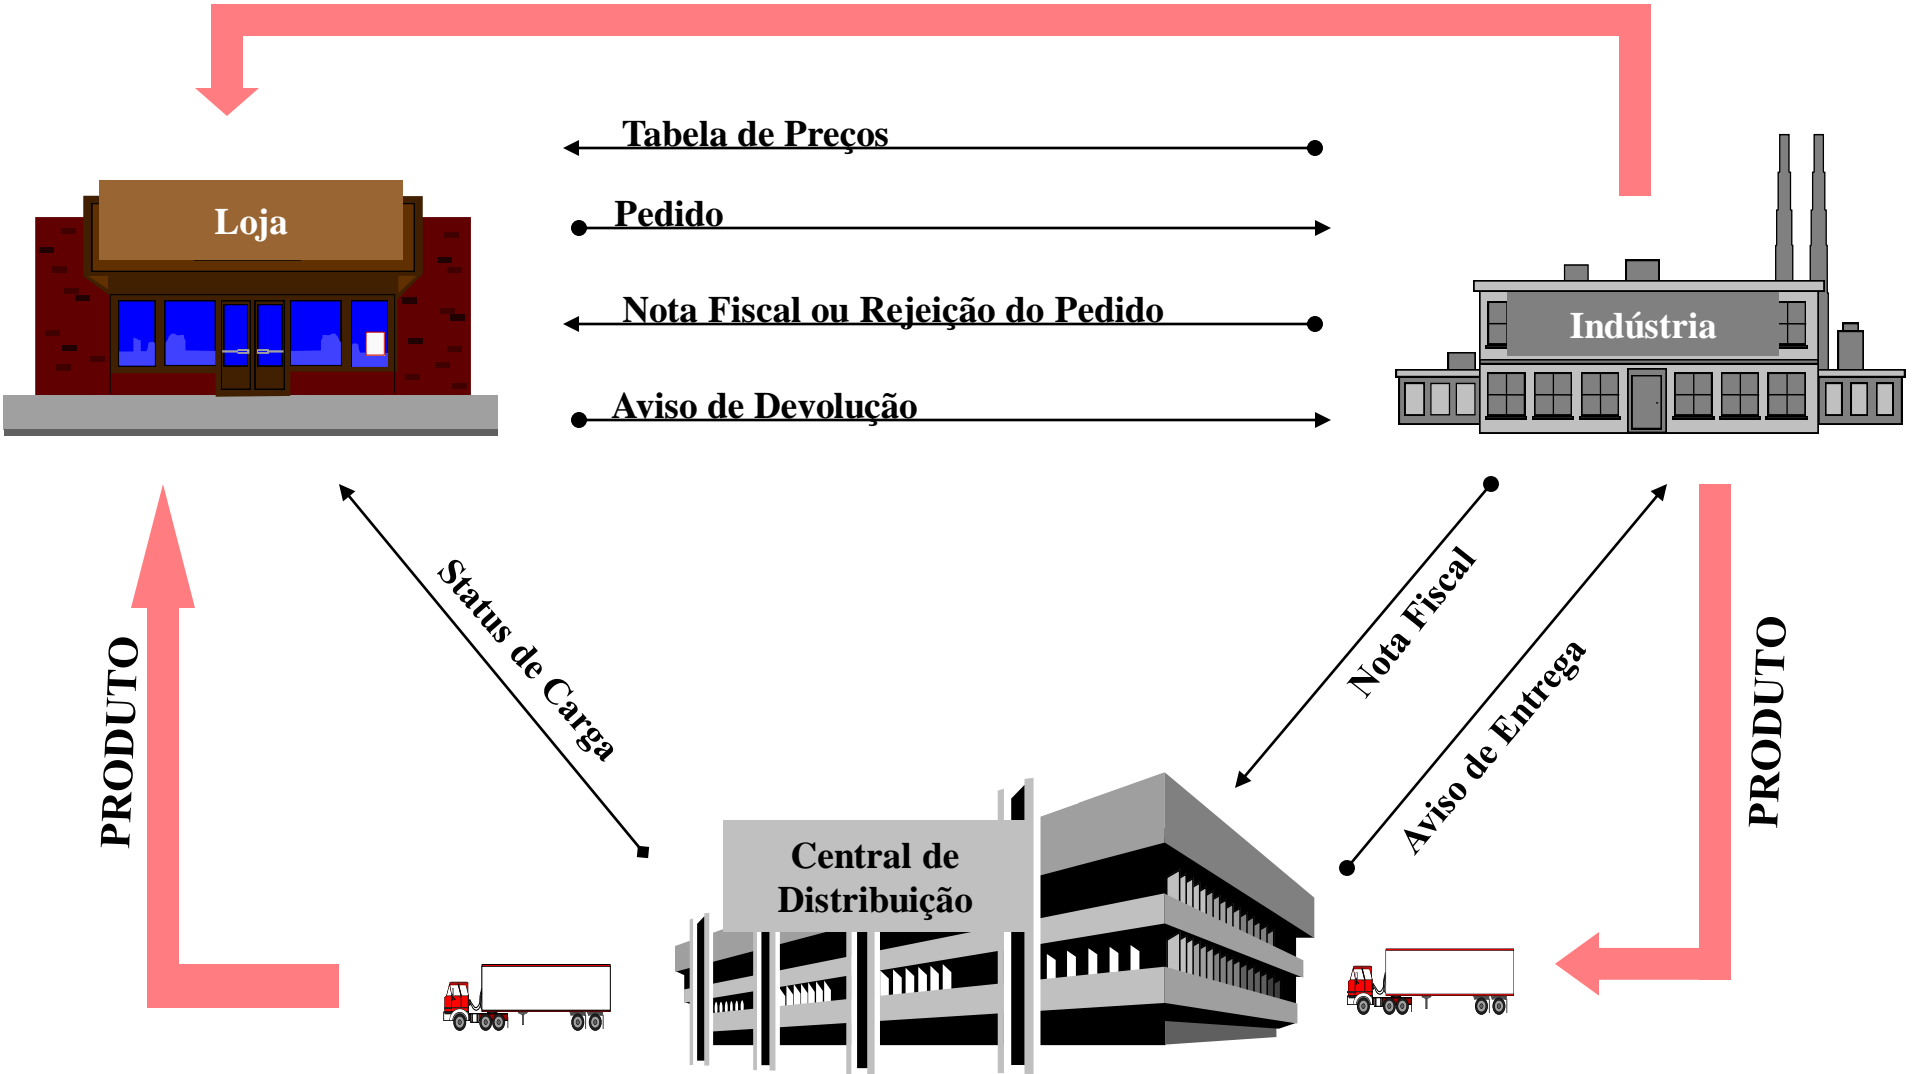 Tabela de Preços
Loja
Pedido
Nota Fiscal ou Rejeição do Pedido
Indústria
Aviso de Devolução
Status de Carga
Nota Fiscal
Aviso de Entrega
PRODUTO
PRODUTO
Central de
Distribuição